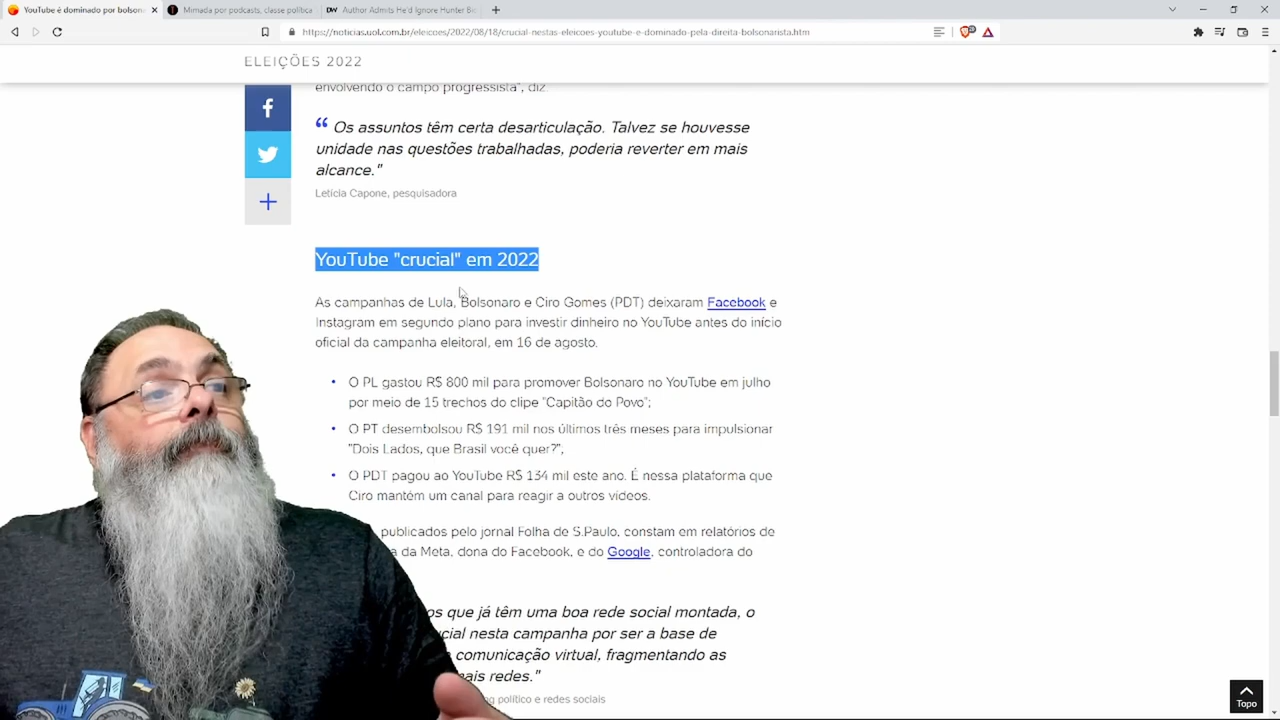 YouTube é dominado por bolson
Mimada por podcasts, classe política
DW Author Admits He'd Ignore Hunter Bi
https://noticias.uol.com.br/eleicoes/2022/08/18/crucial-nestas-eleicoes-youtube-e-dominado-pela-direita-bolsonarista.htm
ELEIÇÕES 2022
envolvendo o campo progressista", diz.
“ Os assuntos têm certa desarticulação. Talvez se houvesse
unidade nas questões trabalhadas, poderia reverter em mais
alcance."
Letícia Capone, pesquisadora
YouTube "crucial" em 2022
As campanhas de Lula, Bolsonaro e Ciro Gomes (PDT) deixaram Facebook e
Instagram em segundo plano para investir dinheiro no YouTube antes do início
oficial da campanha eleitoral, em 16 de agosto.
• O PL gastou R$ 800 mil para promover Bolsonaro no YouTube em julho
por meio de 15 trechos do clipe "Capitão do Povo";
• O PT desembolsou R$ 191 mil nos últimos três meses para impulsionar
"Dois Lados, que Brasil você quer?";
• O PDT pagou ao YouTube R$ 134 mil este ano. É nessa plataforma que
Ciro mantém um canal para reagir a outros vídeos.
publicados pelo jornal Folha de S.Paulo, constam em relatórios de
da Meta, dona do Facebook, e do Google, controladora do
que já têm uma boa rede social montada, o
nesta campanha por ser a base de
comunicação virtual, fragmentando as
redes."
político e redes sociais
Topo